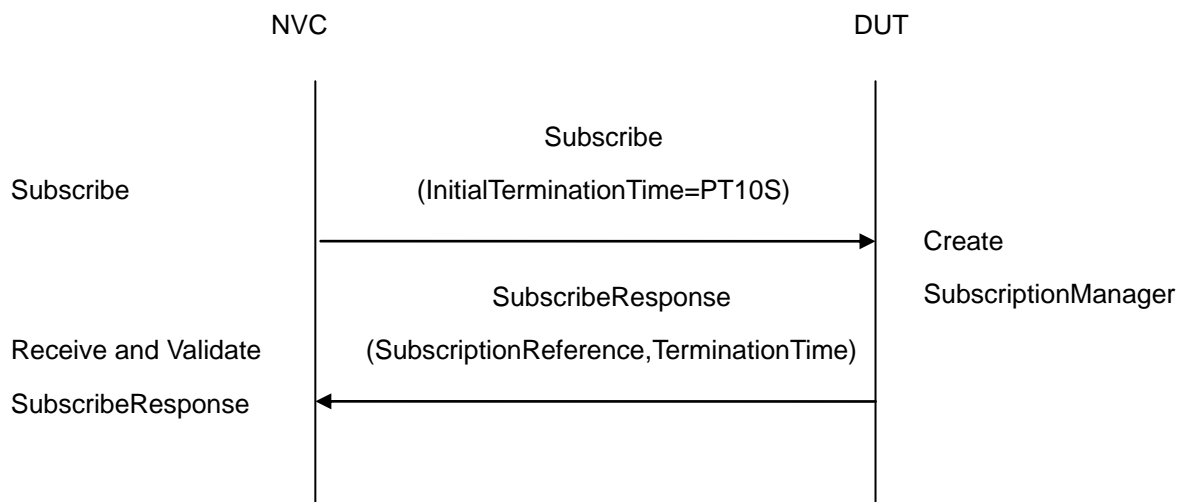 NVC DUT
Subscribe
Subscribe (InitialTerminationTime=PT10S)
Create
SubscribeResponse SubscriptionManager
Receive and Validate (SubscriptionReference,TerminationTime)
SubscribeResponse